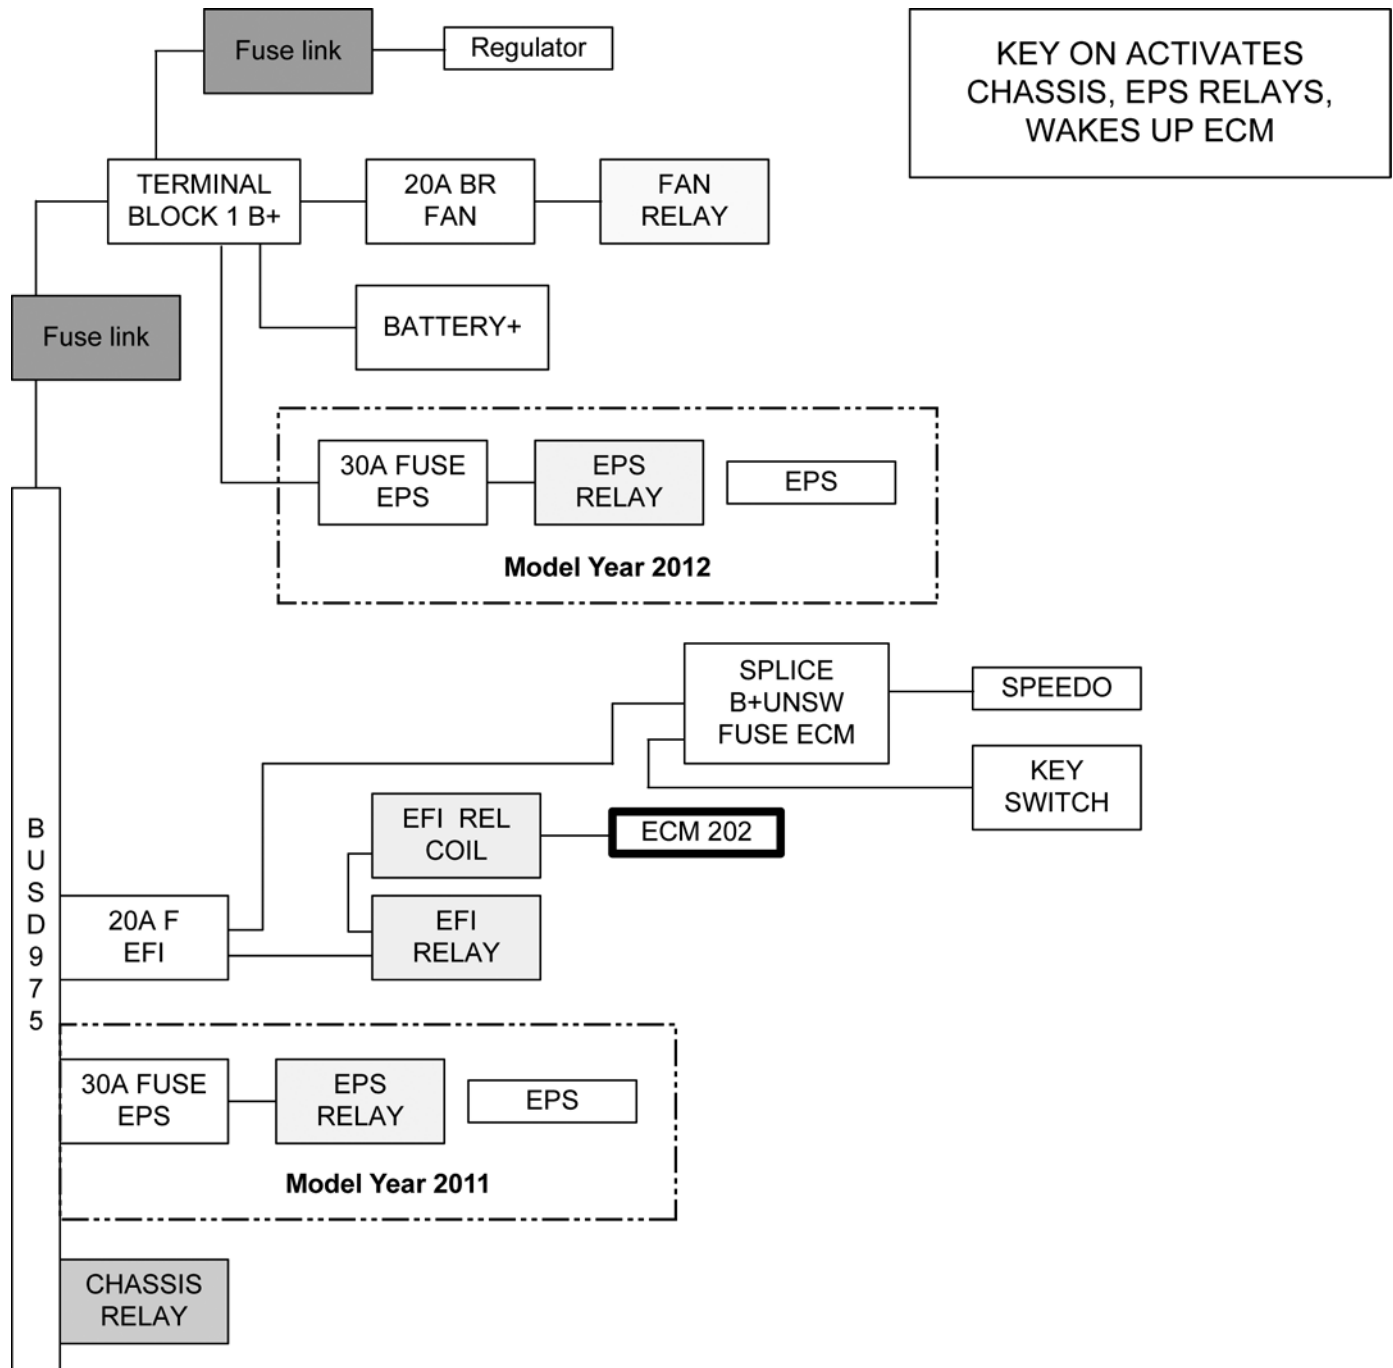 Fuse link
Regulator
KEY ON ACTIVATES
CHASSIS, EPS RELAYS,
WAKES UP ECM
TERMINAL
BLOCK 1 B+
20A BR
FAN
FAN
RELAY
Fuse link
BATTERY+
30A FUSE
EPS
EPS
RELAY
EPS
Model Year 2012
SPLICE
B+UNSW
FUSE ECM
SPEEDO
KEY
SWITCH
EFI REL
COIL
ECM 202
B
U
S
D
9
7
5
20A F
EFI
EFI
RELAY
30A FUSE
EPS
EPS
RELAY
EPS
Model Year 2011
CHASSIS
RELAY